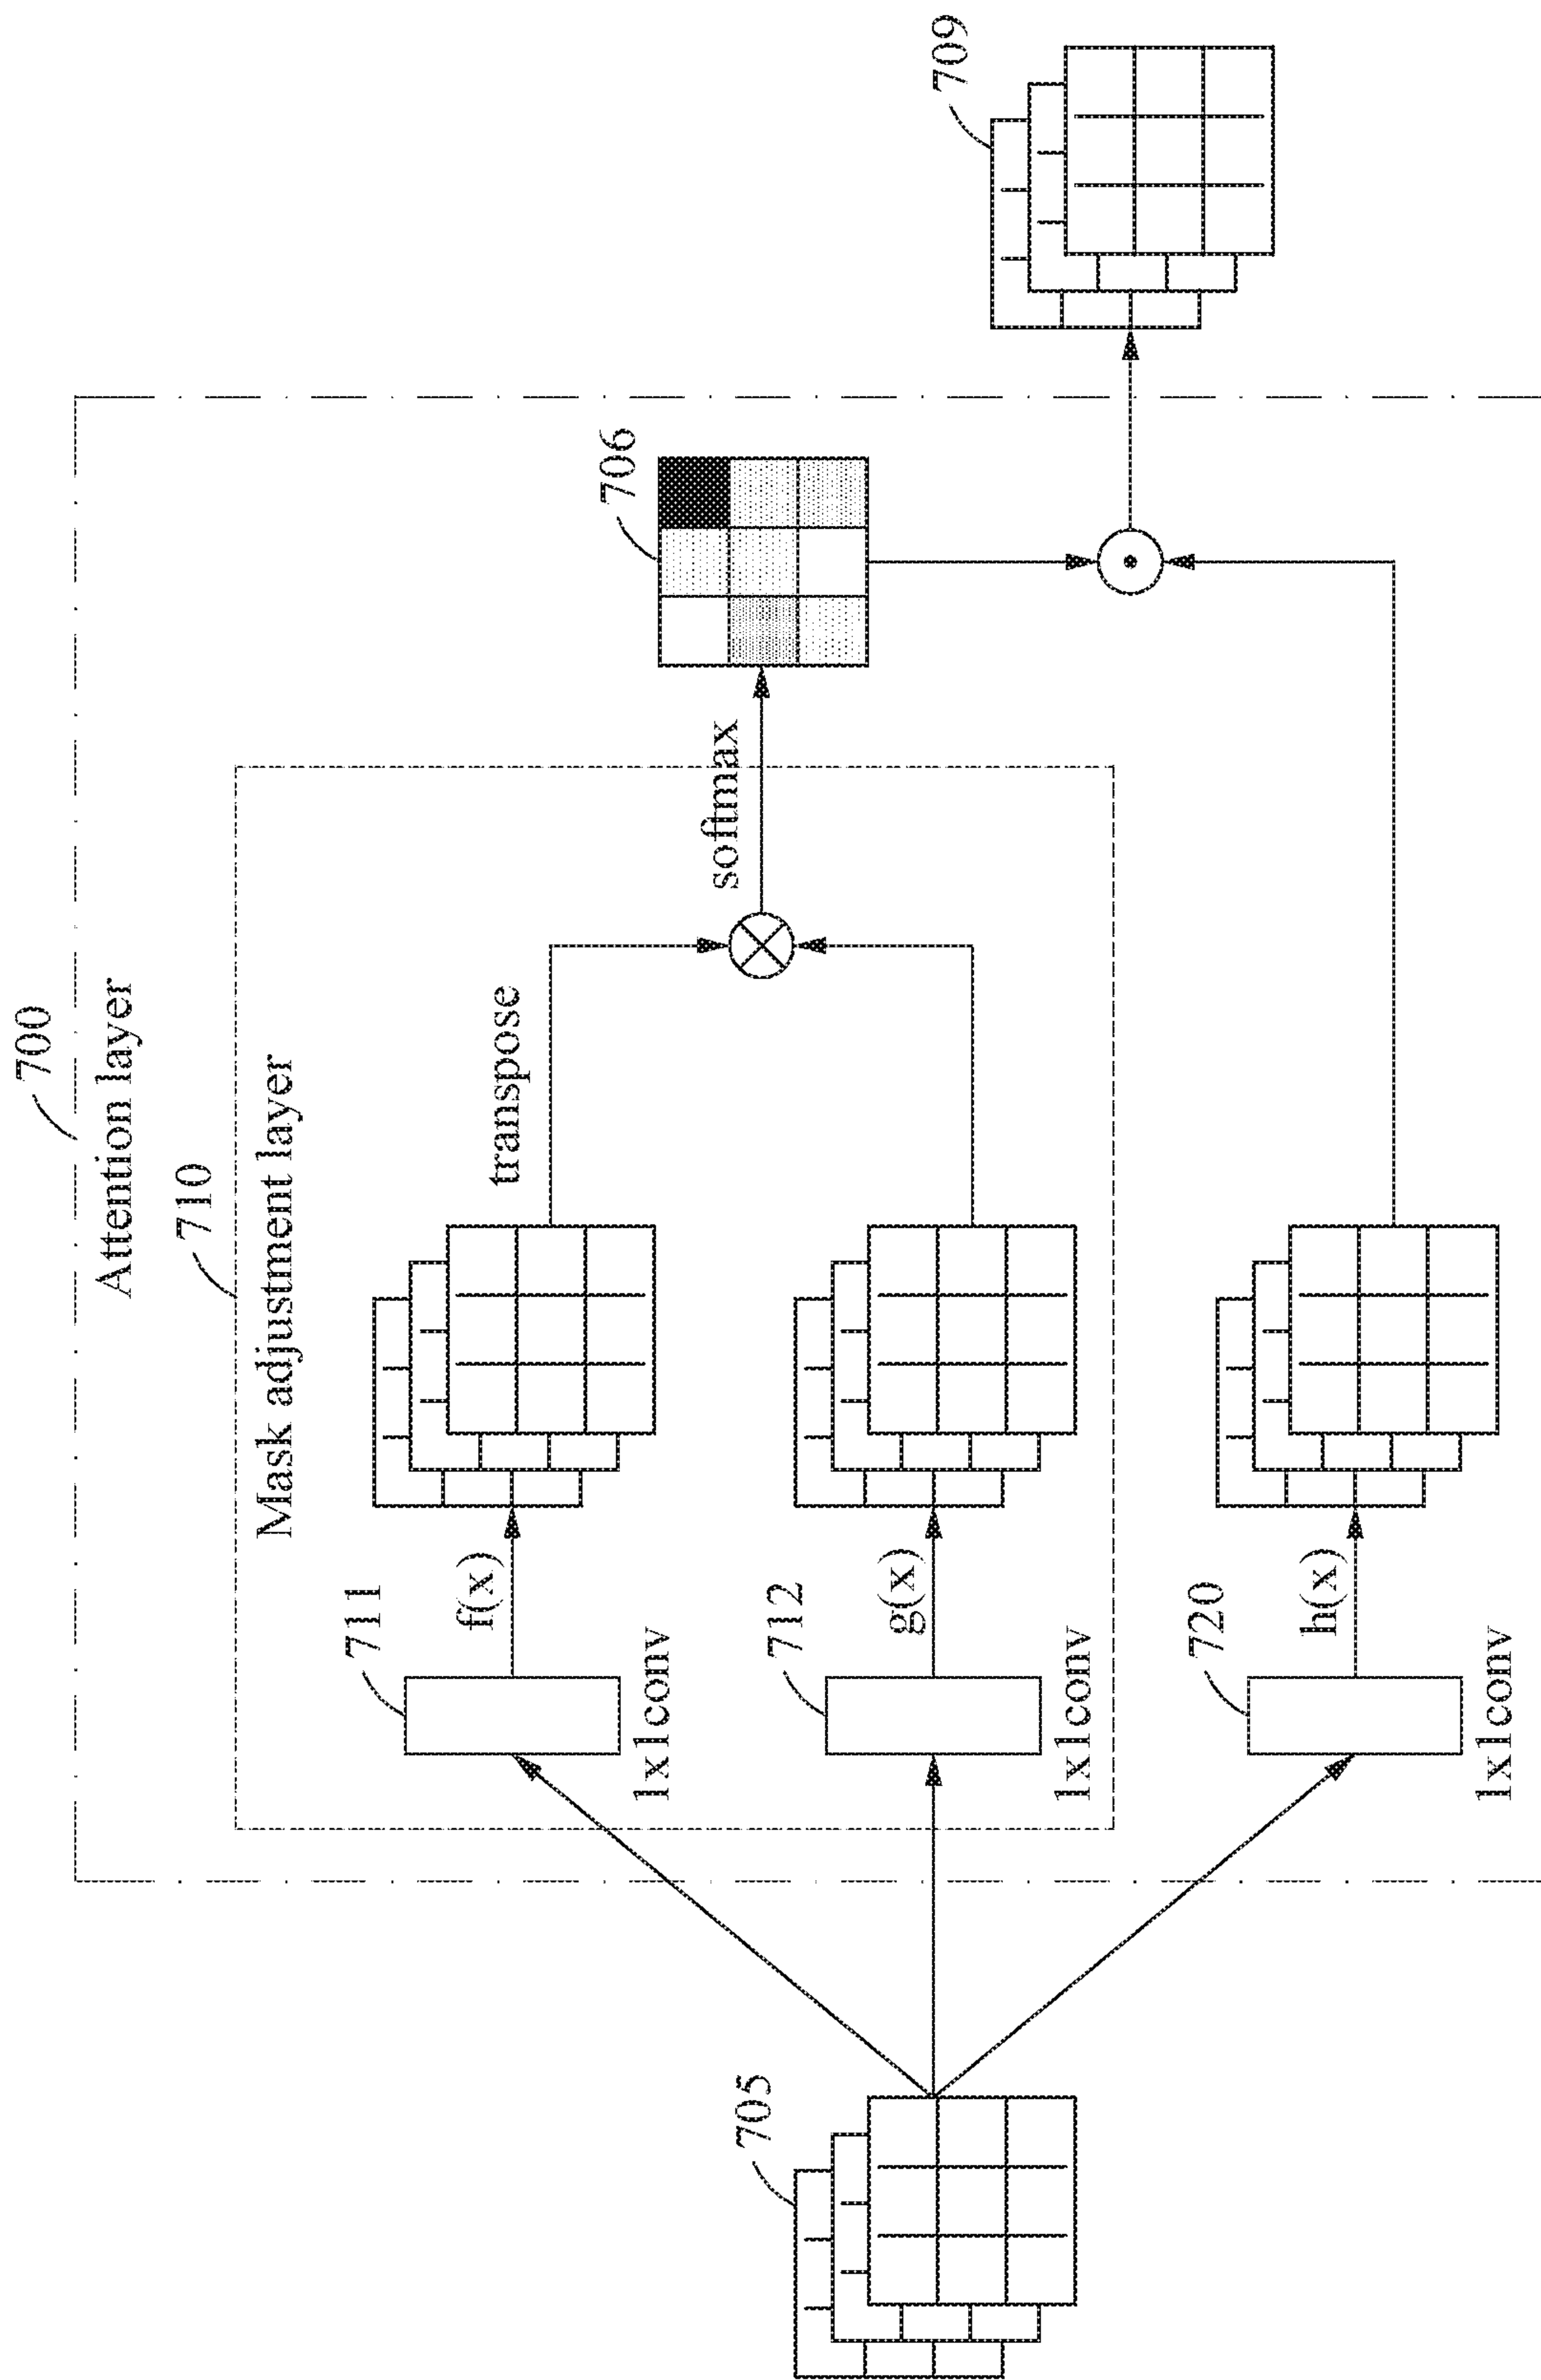 700
Attention layer
710
Mask adjustment layer
711
f(x)
1x1conv
transpose
softmax
706
705
712
g(x)
1x1conv
709
720
h(x)
1x1conv